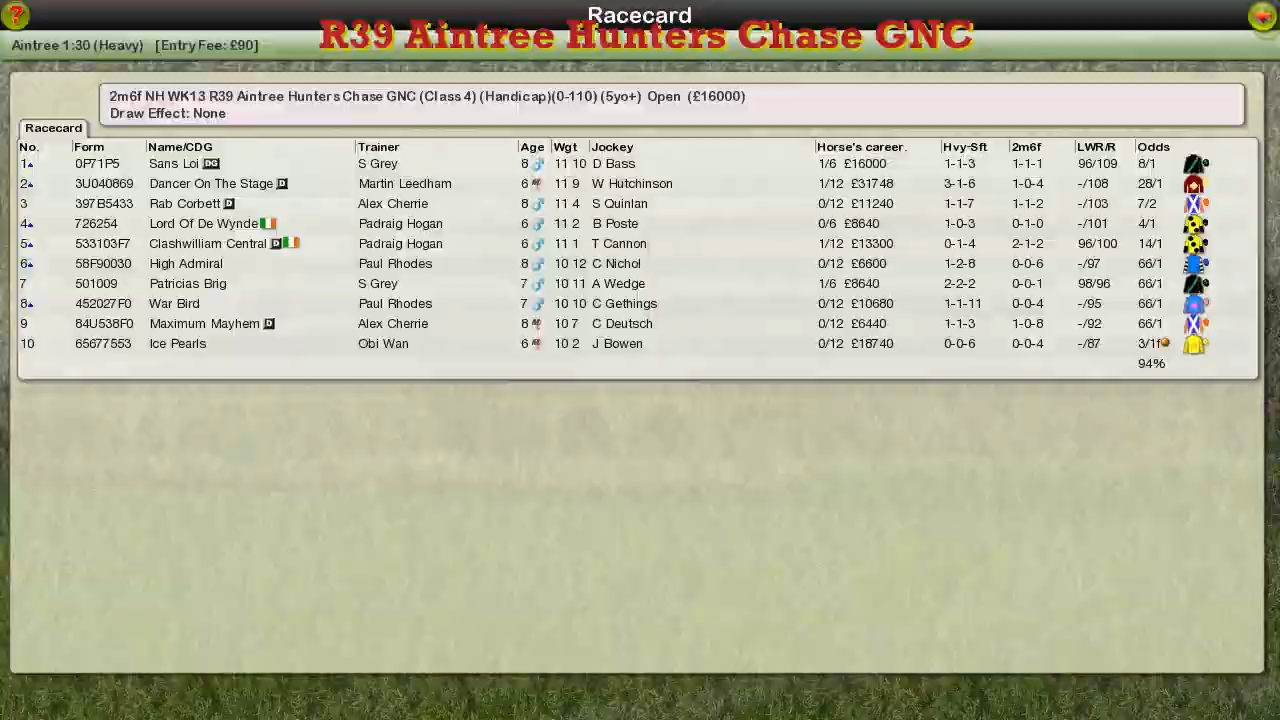 Racecard
R39 Aintree Hunters Chase GNC
Aintree 1:30 (Heavy) [Entry Fee: £90]
2m6f NH WK13 R39 Aintree Hunters Chase GNC (Class 4) (Handicap)(0-110) (5yo+) Open (£16000)
Draw Effect: None
Racecard
No. Form Name/CDG Trainer Age Wgt Jockey Horse's career. Hvy-Sft 2m6f LWR/R Odds
1 0P71P5 Sans Loi DG S Grey 8 11 10 D Bass 1/6 £16000 1-1-3 1-1-1 96/109 8/1
2 3U040869 Dancer On The Stage D Martin Leedham 6 11 9 W Hutchinson 1/12 £31748 3-1-6 1-0-4 -/108 28/1
3 397B5433 Rab Corbett D Alex Cherrie 8 11 4 S Quinlan 0/12 £11240 1-1-7 1-1-2 -/103 7/2
4 726254 Lord Of De Wynde Padraig Hogan 6 11 2 B Poste 0/6 £8640 1-0-3 0-1-0 -/101 4/1
5 533103F7 Clashwilliam Central D Padraig Hogan 6 11 1 T Cannon 1/12 £13300 0-1-4 2-1-2 96/100 14/1
6 58F90030 High Admiral Paul Rhodes 8 10 12 C Nichol 0/12 £6600 1-2-8 0-0-6 -/97 66/1
7 501009 Patricias Brig S Grey 7 10 11 A Wedge 1/6 £8640 2-2-2 0-0-1 98/96 66/1
8 452027F0 War Bird Paul Rhodes 7 10 10 C Gethings 0/12 £10680 1-1-11 0-0-4 -/95 66/1
9 84U538F0 Maximum Mayhem D Alex Cherrie 8 10 7 C Deutsch 0/12 £6440 1-1-3 1-0-8 -/92 66/1
10 65677553 Ice Pearls Obi Wan 6 10 2 J Bowen 0/12 £18740 0-0-6 0-0-4 -/87 3/1f
94%